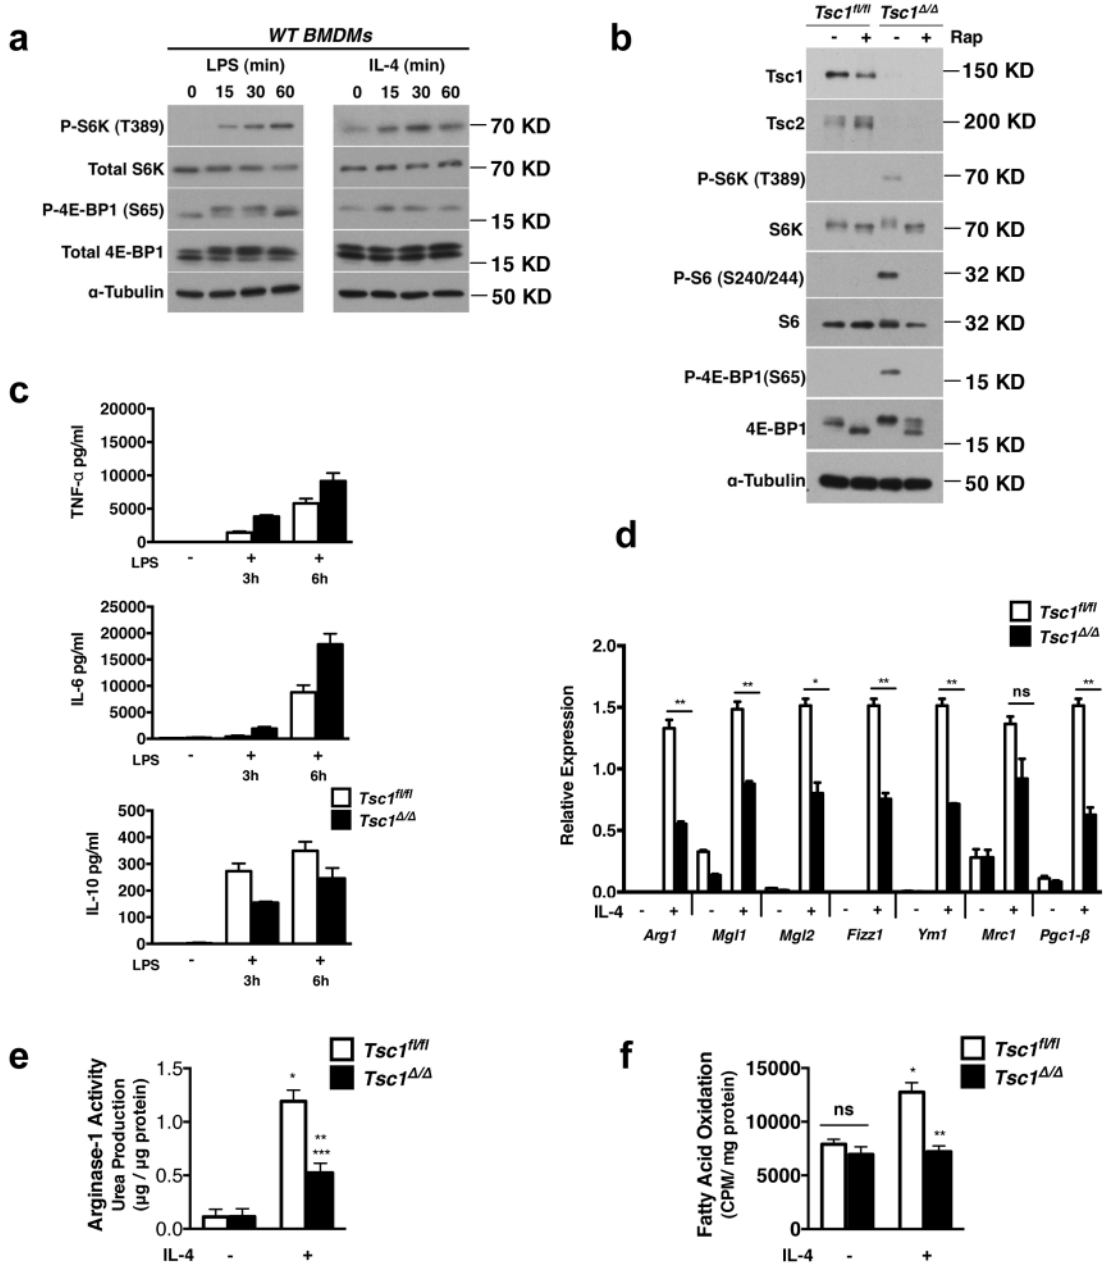 a
WT BMDMs
LPS (min) IL-4 (min)
0 15 30 60 0 15 30 60
P-S6K (T389) 70 KD
Total S6K 70 KD
P-4E-BP1 (S65) 15 KD
Total 4E-BP1 15 KD
α-Tubulin 50 KD
b
Tsc1fl/fl Tsc1Δ/Δ
- + - + Rap
Tsc1 150 KD
Tsc2 200 KD
P-S6K (T389) 70 KD
S6K 70 KD
P-S6 (S240/244) 32 KD
S6 32 KD
P-4E-BP1(S65) 15 KD
4E-BP1 15 KD
α-Tubulin 50 KD
c
TNF-α pg/ml
20000
15000
10000
5000
0
LPS - + +
3h 6h
IL-6 pg/ml
25000
20000
15000
10000
5000
0
LPS - + +
3h 6h
Tsc1fl/fl
Tsc1Δ/Δ
IL-10 pg/ml
500
400
300
200
100
0
LPS - + +
3h 6h
d
Tsc1fl/fl
Tsc1Δ/Δ
Relative Expression
2.0
1.5
1.0
0.5
0.0
** ** * ** ** ns **
IL-4 - + - + - + - + - + - + - +
Arg1 Mgl1 Mgl2 Fizz1 Ym1 Mrc1 Pgc1-β
e
Tsc1fl/fl
Tsc1Δ/Δ
Arginase-1 Activity
Urea Production
(µg / µg protein)
1.5
1.0
0.5
0.0
*
**
***
IL-4 - +
f
Tsc1fl/fl
Tsc1Δ/Δ
Fatty Acid Oxidation
(CPM/ mg protein)
15000
10000
5000
0
ns
*
**
IL-4 - +